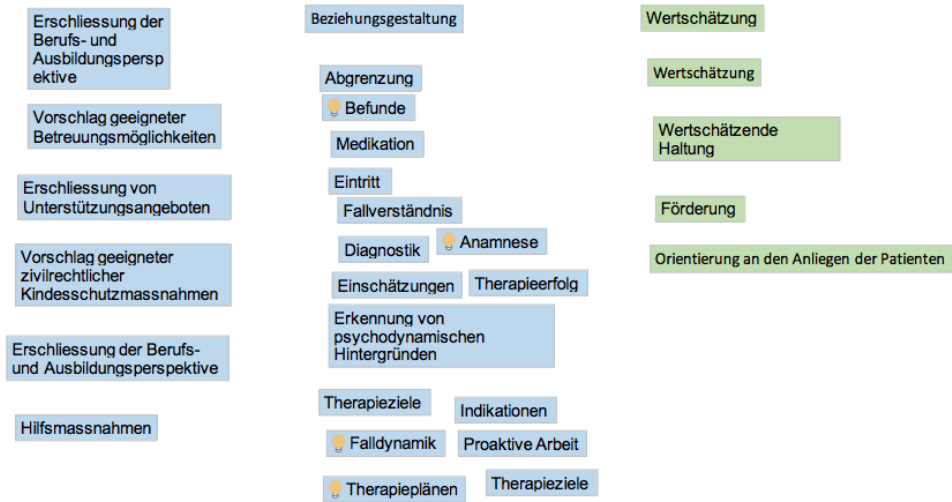 Erschliessung der
Berufs- und
Ausbildungspersp
ektive
Vorschlag geeigneter
Betreuungsmöglichkeiten
Erschliessung von
Unterstützungsangeboten
Vorschlag geeigneter
zivilrechtlicher
Kindesschutzmassnahmen
Erschliessung der Berufs-
und Ausbildungsperspektive
Hilfsmassnahmen
Beziehungsgestaltung
Abgrenzung
Befunde
Medikation
Eintritt
Fallverständnis
Diagnostik
Anamnese
Einschätzungen
Therapieerfolg
Erkennung von
psychodynamischen
Hintergründen
Therapieziele
Indikationen
Falldynamik
Proaktive Arbeit
Therapieplänen
Therapieziele
Wertschätzung
Wertschätzung
Wertschätzende
Haltung
Förderung
Orientierung an den Anliegen der Patienten